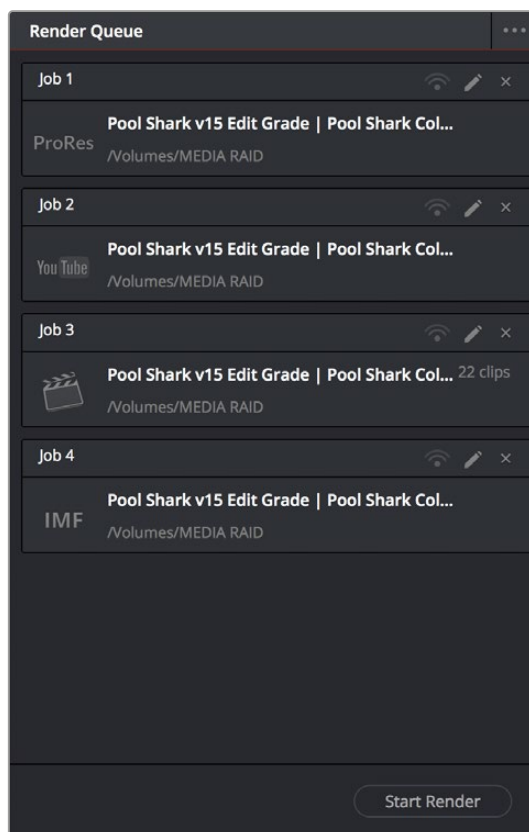 Render Queue
Job 1
ProRes
Pool Shark v15 Edit Grade | Pool Shark Col...
/Volumes/MEDIA RAID
Job 2
YouTube
Pool Shark v15 Edit Grade | Pool Shark Col...
/Volumes/MEDIA RAID
Job 3
Pool Shark v15 Edit Grade | Pool Shark Col... 22 clips
/Volumes/MEDIA RAID
Job 4
IMF
Pool Shark v15 Edit Grade | Pool Shark Col...
/Volumes/MEDIA RAID
Start Render